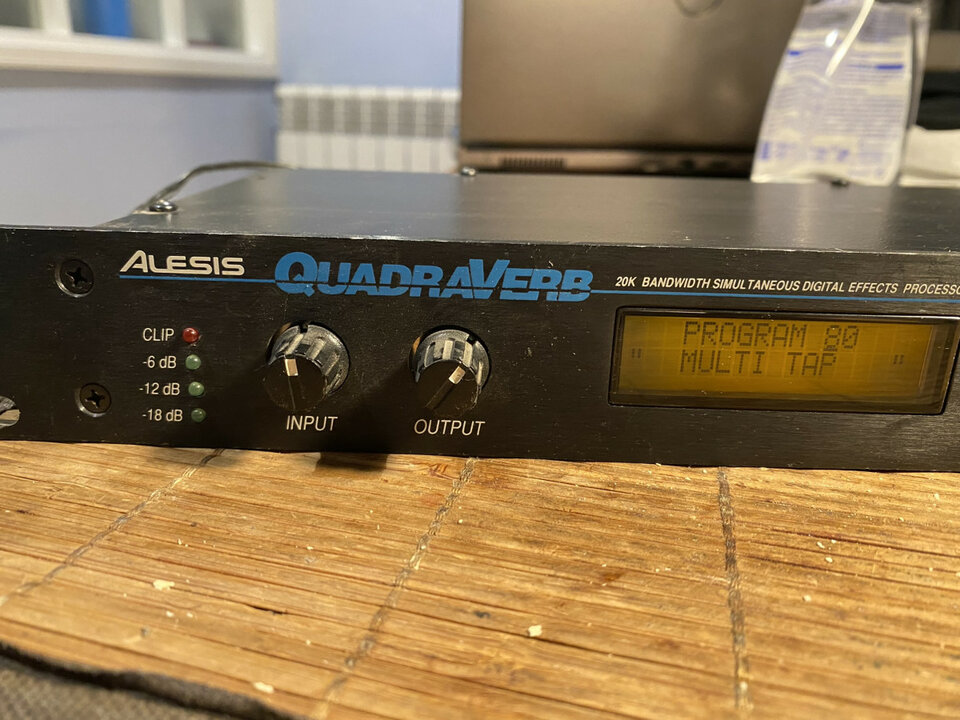 ALESIS
QUADRAVERB
20K BANDWIDTH SIMULTANEOUS DIGITAL EFFECTS
CLIP
-6 dB
-12 dB
-18 dB
INPUT
OUTPUT
PROGRAM 80
" MULTI TAP "